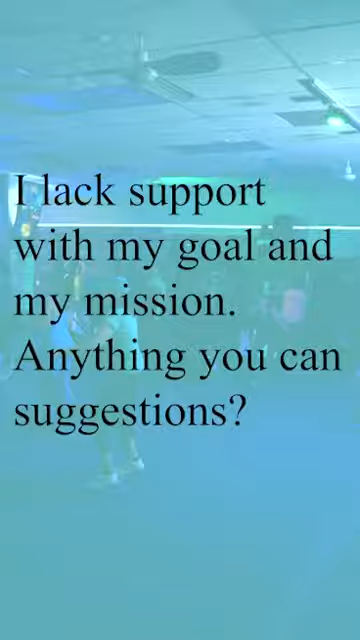 I lack support
with my goal and
my mission.
Anything you can
suggestions?